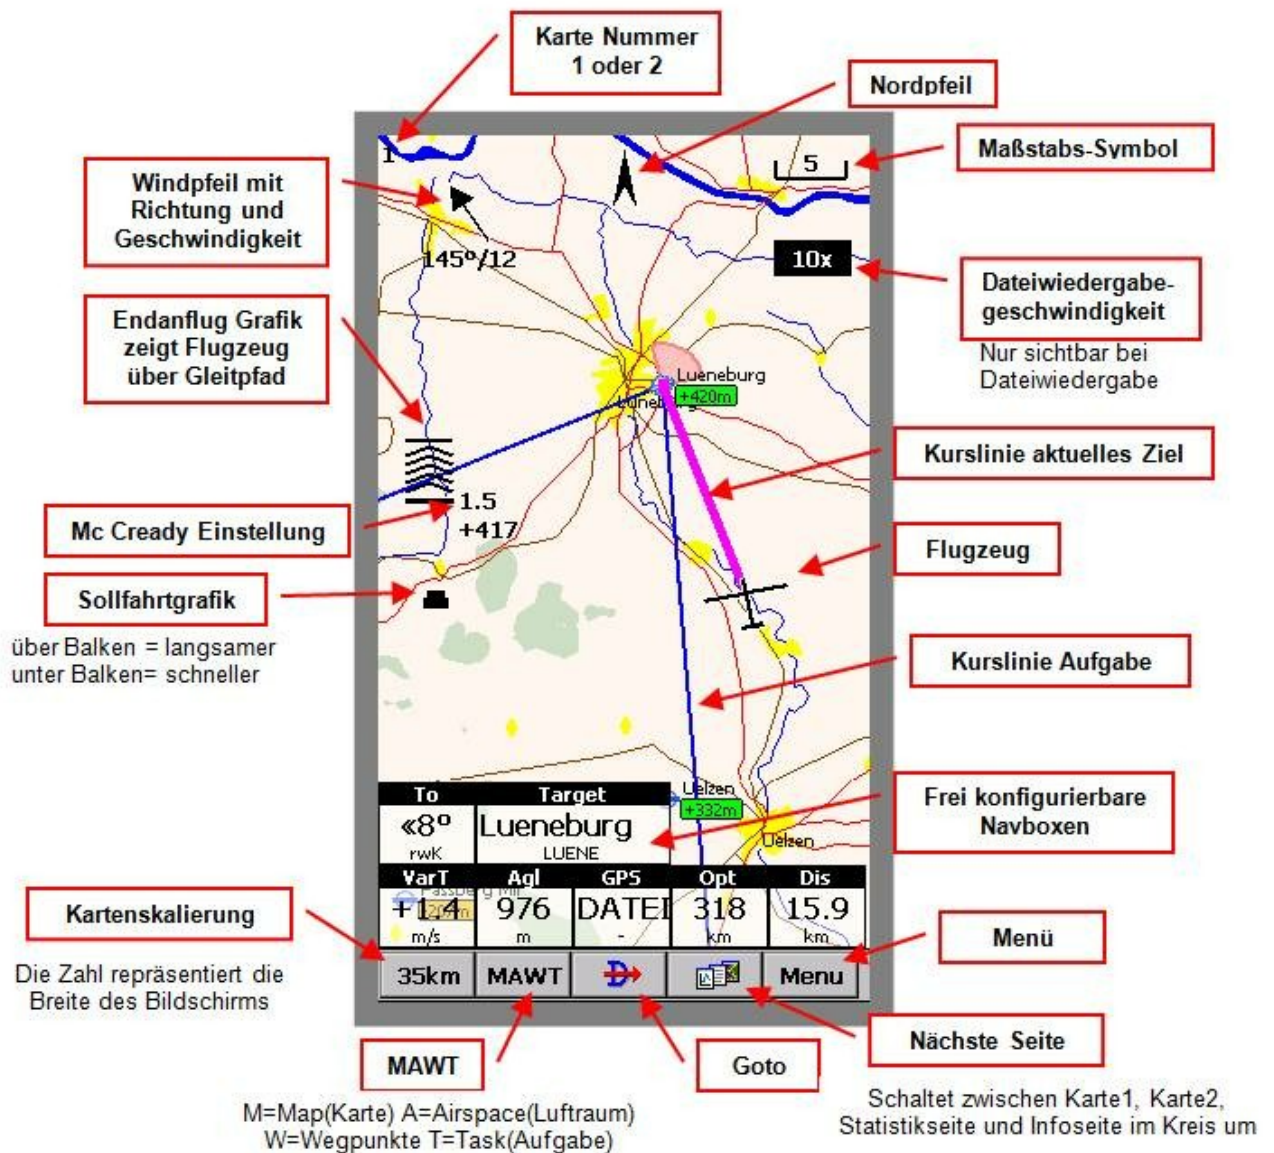 Karte Nummer
1 oder 2
Nordpfeil
Maßstabs-Symbol
Windpfeil mit
Richtung und
Geschwindigkeit
1
5
145º/12
10x
Dateiwiedergabe-
geschwindigkeit
Nur sichtbar bei
Dateiwiedergabe
Endanflug Grafik
zeigt Flugzeug
über Gleitpfad
Lueneburg
+420m
Kurslinie aktuelles Ziel
Mc Cready Einstellung
1.5
+417
Flugzeug
Sollfahrtgrafik
über Balken = langsamer
unter Balken= schneller
Kurslinie Aufgabe
Uelzen
+332m
Uelzen
Frei konfigurierbare
Navboxen
To Target
«8º Lueneburg
rwK LUENE
VarT Agl GPS Opt Dis
+1.4 976 DATEI 318 15.9
m/s m - km km
Kartenskalierung
Die Zahl repräsentiert die
Breite des Bildschirms
Menü
35km MAWT D Menu
MAWT
M=Map(Karte) A=Airspace(Luftraum)
W=Wegpunkte T=Task(Aufgabe)
Goto
Nächste Seite
Schaltet zwischen Karte1, Karte2,
Statistikseite und Infoseite im Kreis um